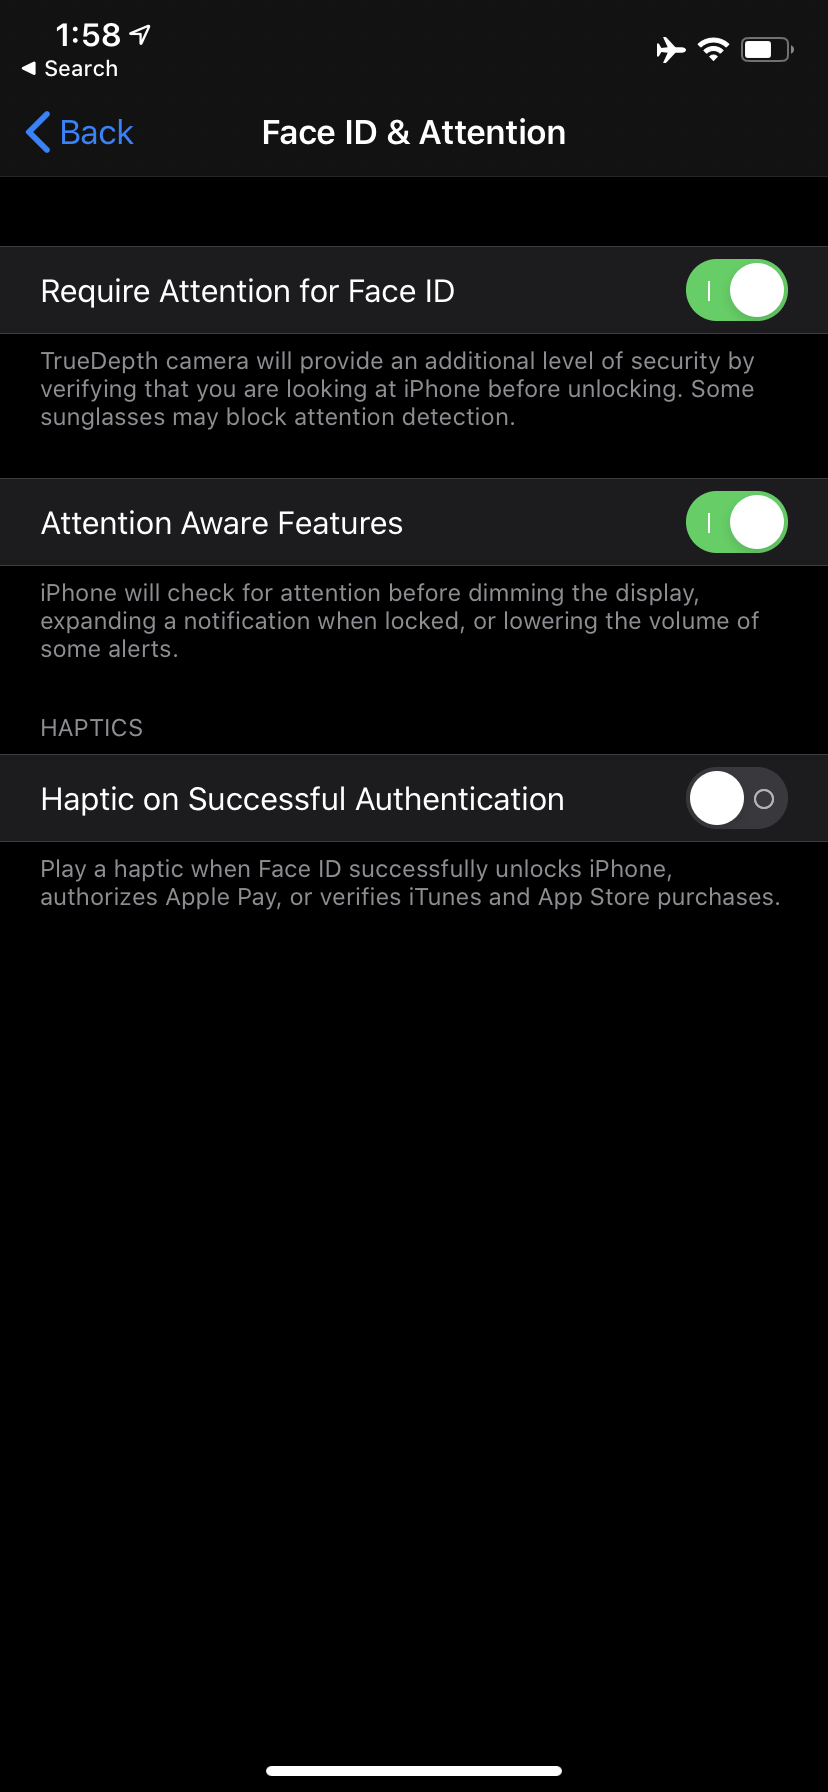 1:58
Search
Back
Face ID & Attention
Require Attention for Face ID
TrueDepth camera will provide an additional level of security by
verifying that you are looking at iPhone before unlocking. Some
sunglasses may block attention detection.
Attention Aware Features
iPhone will check for attention before dimming the display,
expanding a notification when locked, or lowering the volume of
some alerts.
HAPTICS
Haptic on Successful Authentication
Play a haptic when Face ID successfully unlocks iPhone,
authorizes Apple Pay, or verifies iTunes and App Store purchases.